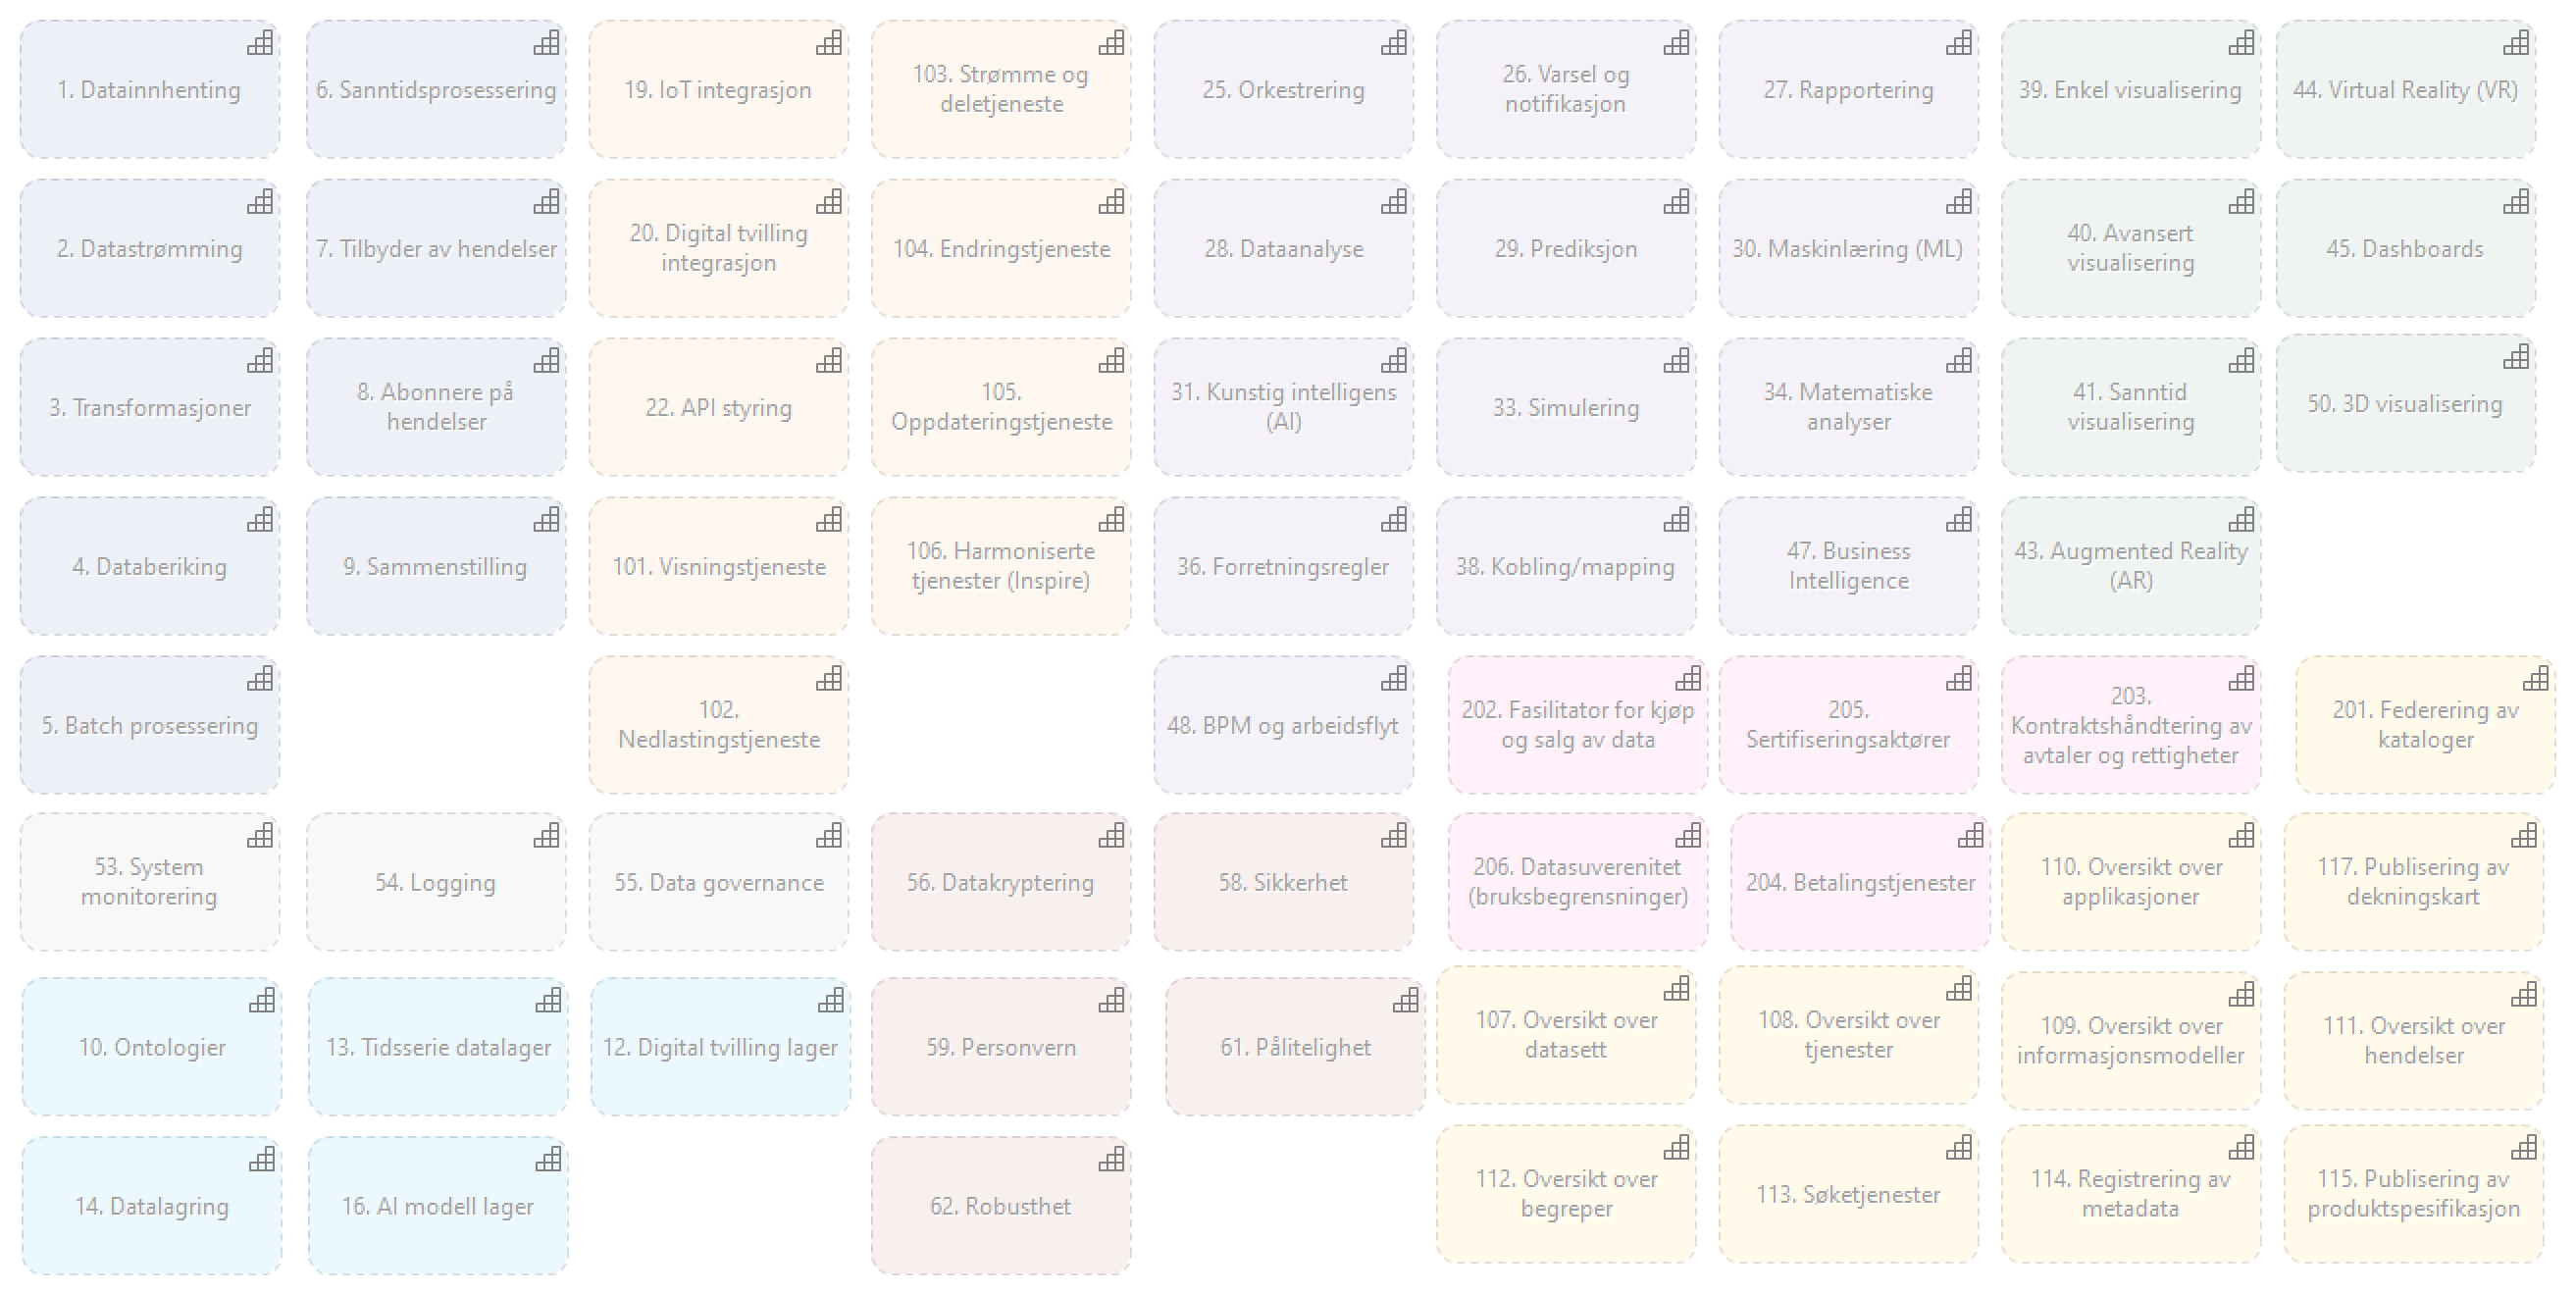 1. Datainnhenting
6. Sanntidsprosessering
19. IoT integrasjon
103. Strømme og
deletjeneste
25. Orkestrering
26. Varsel og
notifikasjon
27. Rapportering
39. Enkel visualisering
44. Virtual Reality (VR)
2. Datastrømming
7. Tilbyder av hendelser
20. Digital tvilling
integrasjon
104. Endringstjeneste
28. Dataanalyse
29. Prediksjon
30. Maskinlæring (ML)
40. Avansert
visualisering
45. Dashboards
3. Transformasjoner
8. Abonnere på
hendelser
22. API styring
105.
Oppdateringstjeneste
31. Kunstig intelligens
(AI)
33. Simulering
34. Matematiske
analyser
41. Sanntid
visualisering
50. 3D visualisering
4. Databeriking
9. Sammenstilling
101. Visningstjeneste
106. Harmoniserte
tjenester (Inspire)
36. Forretningsregler
38. Kobling/mapping
47. Business
Intelligence
43. Augmented Reality
(AR)
5. Batch prosessering
102.
Nedlastingstjeneste
48. BPM og arbeidsflyt
202. Fasilitator for kjøp
og salg av data
205.
Sertifiseringsaktører
203.
Kontraktshåndtering av
avtaler og rettigheter
201. Federering av
kataloger
53. System
monitorering
54. Logging
55. Data governance
56. Datakryptering
58. Sikkerhet
206. Datasuverenitet
(bruksbegrensninger)
204. Betalingstjenester
110. Oversikt over
applikasjoner
117. Publisering av
dekningskart
10. Ontologier
13. Tidsserie datalager
12. Digital tvilling lager
59. Personvern
61. Pålitelighet
107. Oversikt over
datasett
108. Oversikt over
tjenester
109. Oversikt over
informasjonsmodeller
111. Oversikt over
hendelser
14. Datalagring
16. AI modell lager
62. Robusthet
112. Oversikt over
begreper
113. Søketjenester
114. Registrering av
metadata
115. Publisering av
produktspesifikasjon